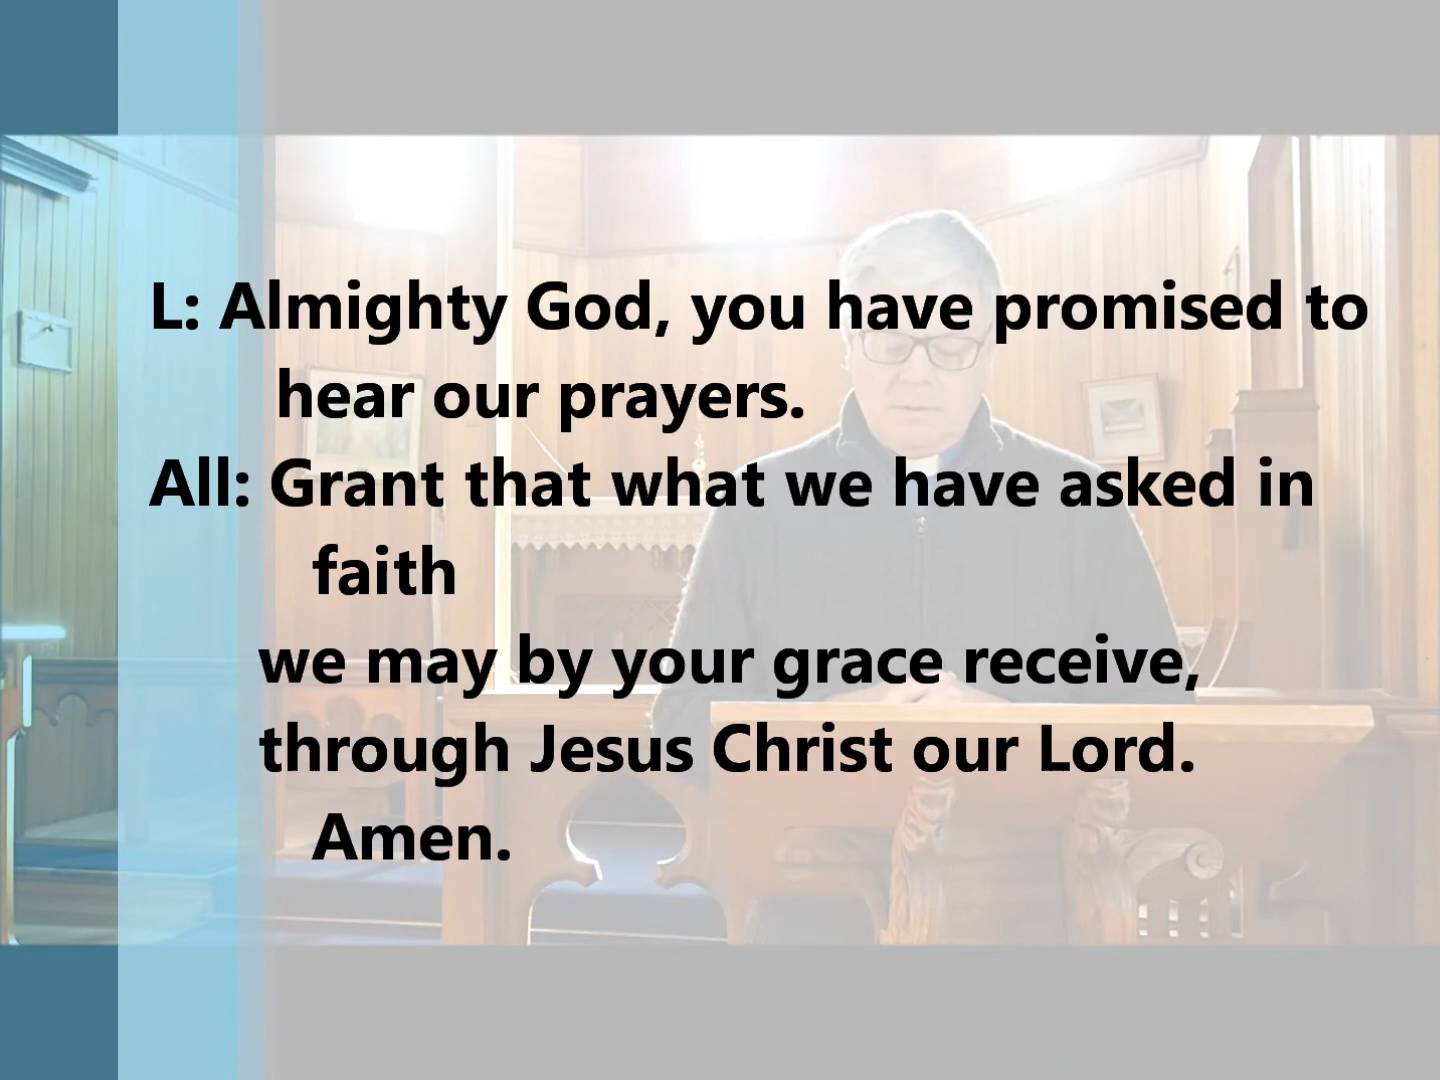 L: Almighty God, you have promised to
hear our prayers.
All: Grant that what we have asked in
faith
we may by your grace receive,
through Jesus Christ our Lord.
Amen.